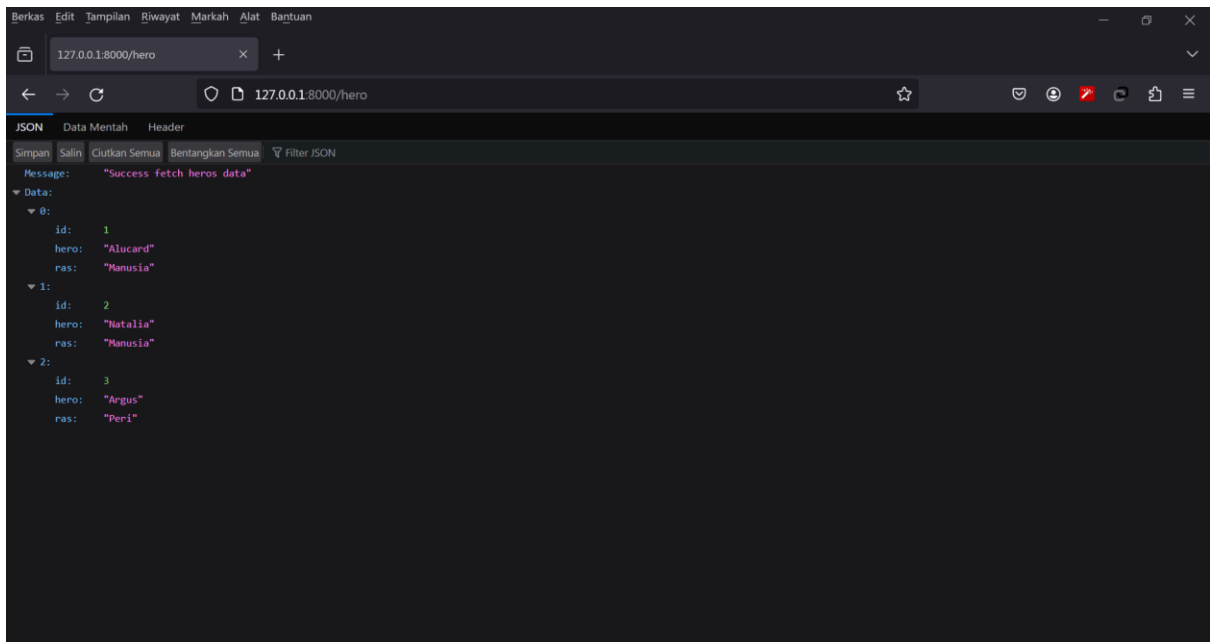 Berkas Edit Tampilan Riwayat Markah Alat Bantuan
127.0.0.1:8000/hero
127.0.0.1:8000/hero
JSON Data Mentah Header
Simpan Salin Ciutkan Semua Bentangkan Semua Filter JSON
Message: "Success fetch heros data"
Data:
0:
id: 1
hero: "Alucard"
ras: "Manusia"
1:
id: 2
hero: "Natalia"
ras: "Manusia"
2:
id: 3
hero: "Argus"
ras: "Peri"